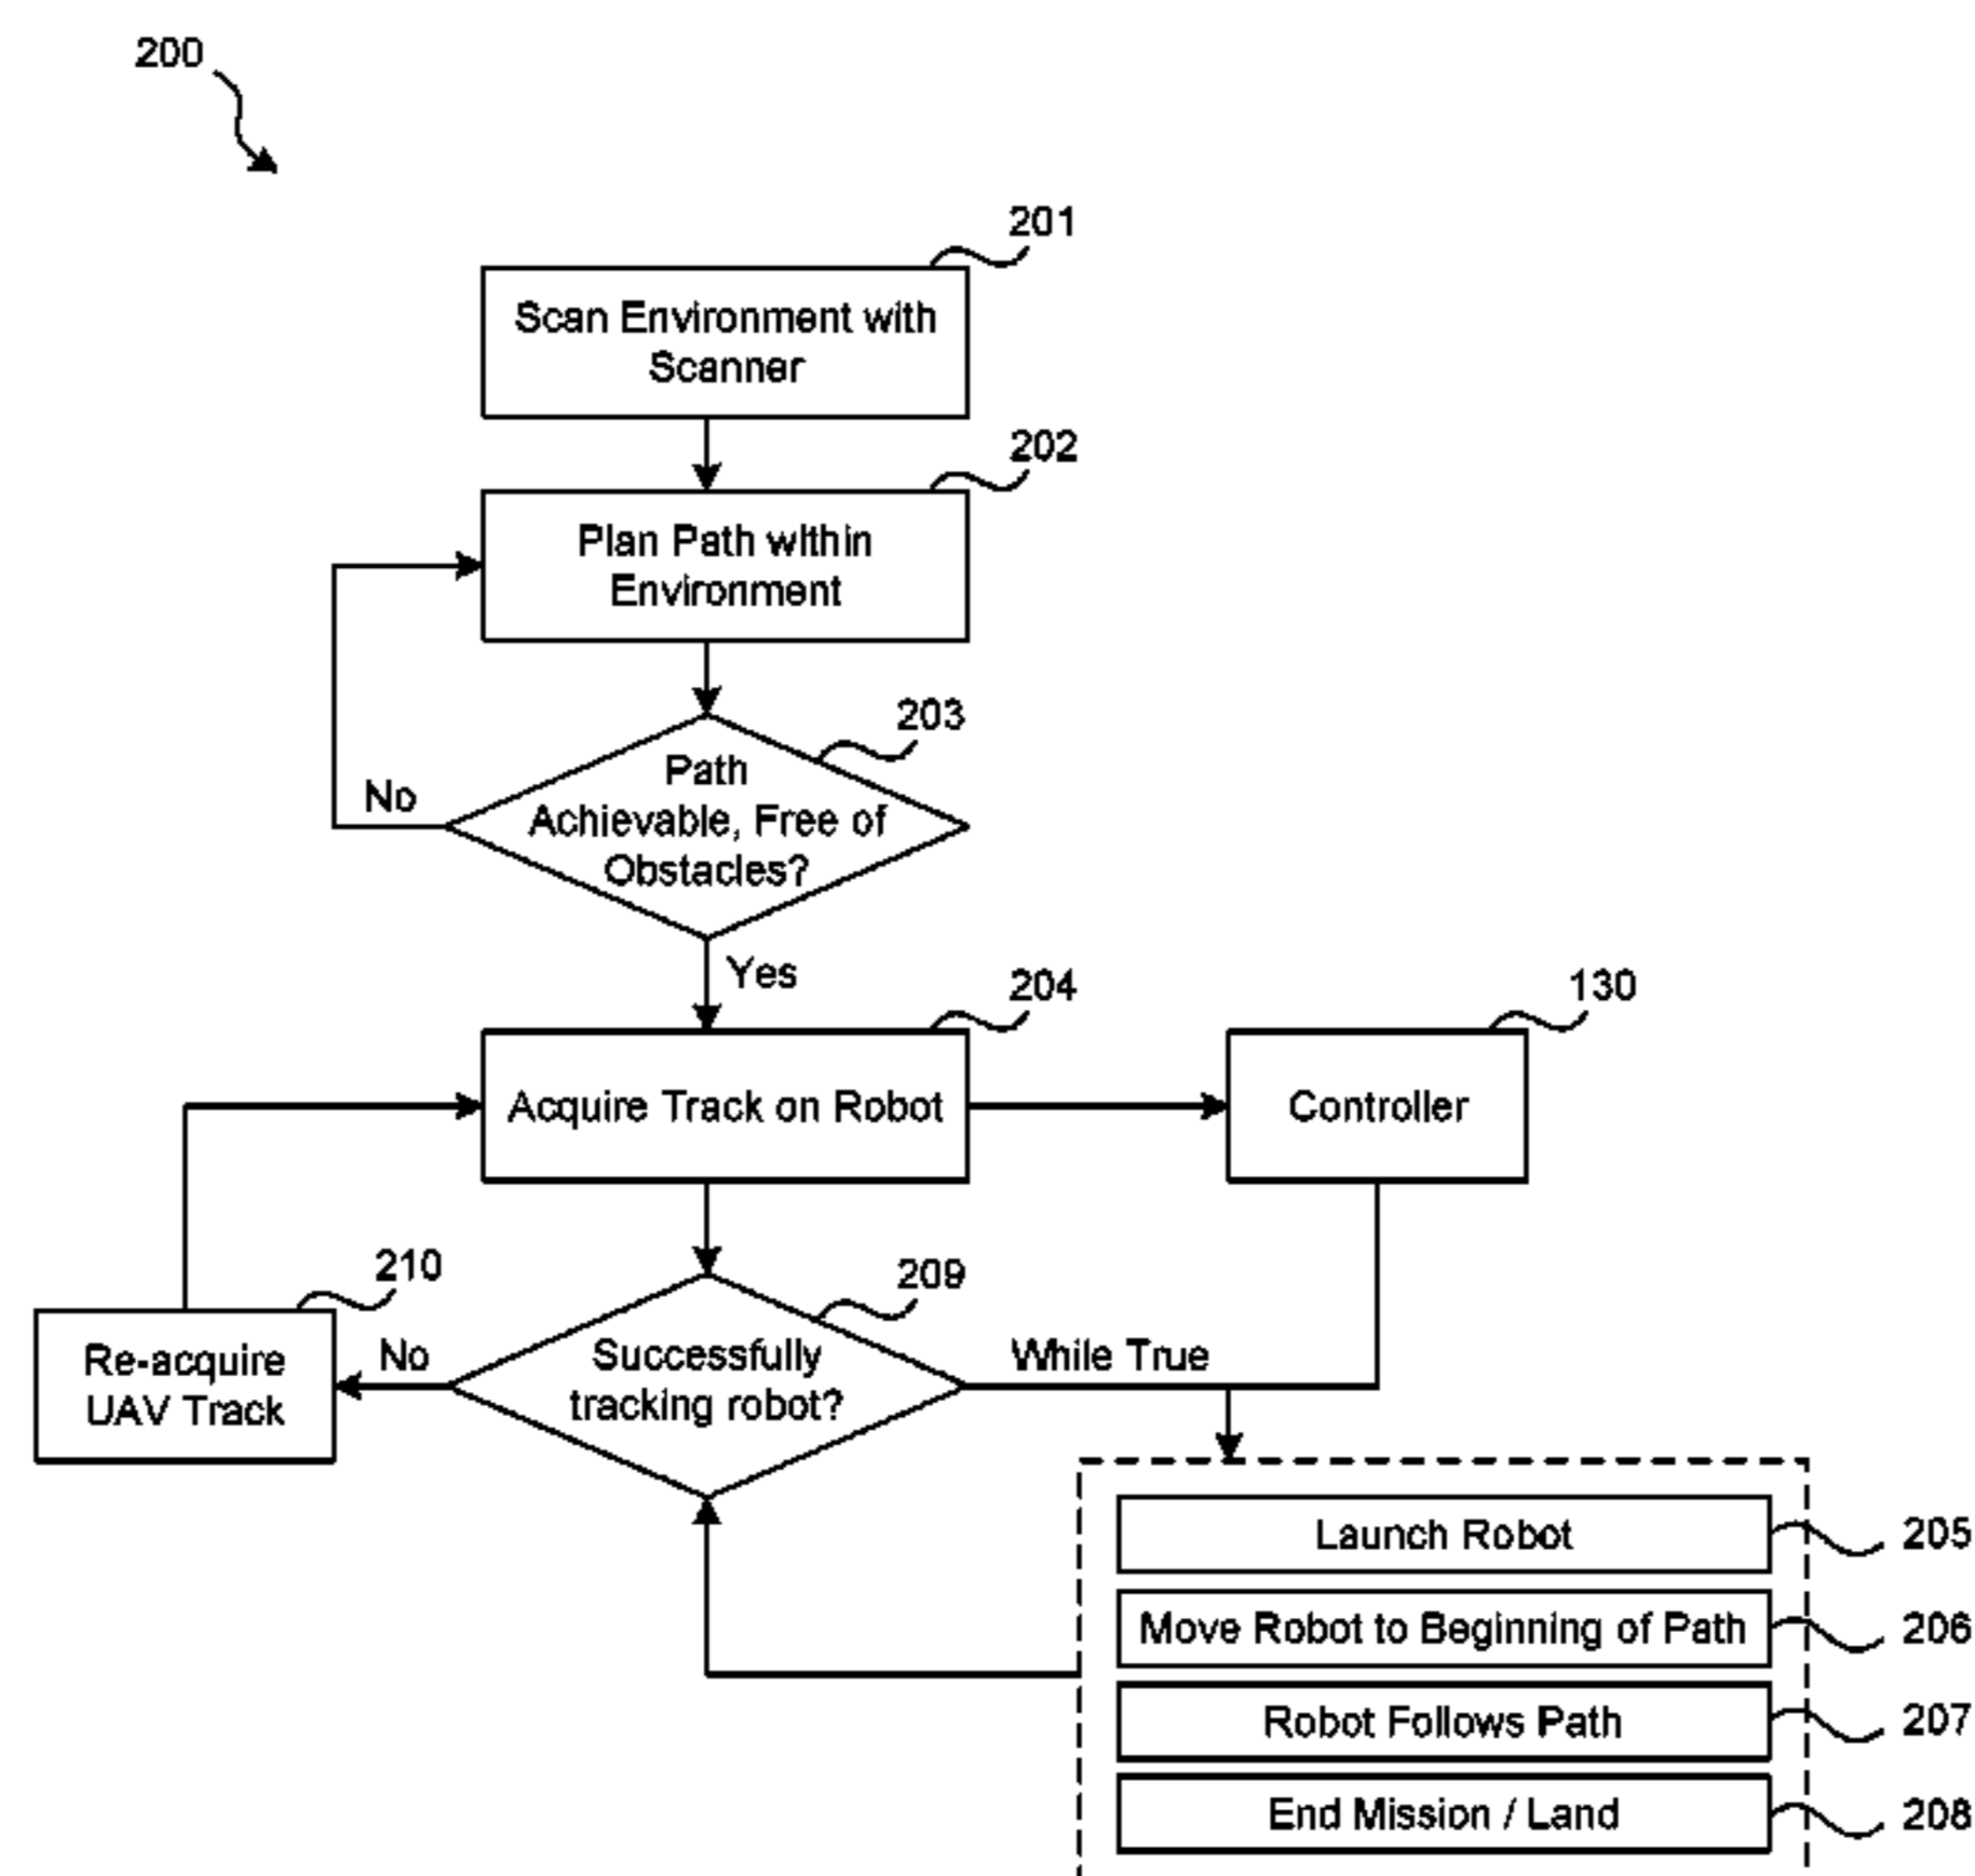 200
201
Scan Environment with
Scanner
202
Plan Path within
Environment
203
Path
Achievable, Free of
Obstacles?
No
Yes
204
130
Acquire Track on Robot
Controller
210
209
Re-acquire
UAV Track
No
Successfully
tracking robot?
While True
Launch Robot
205
Move Robot to Beginning of Path
206
Robot Follows Path
207
End Mission / Land
208